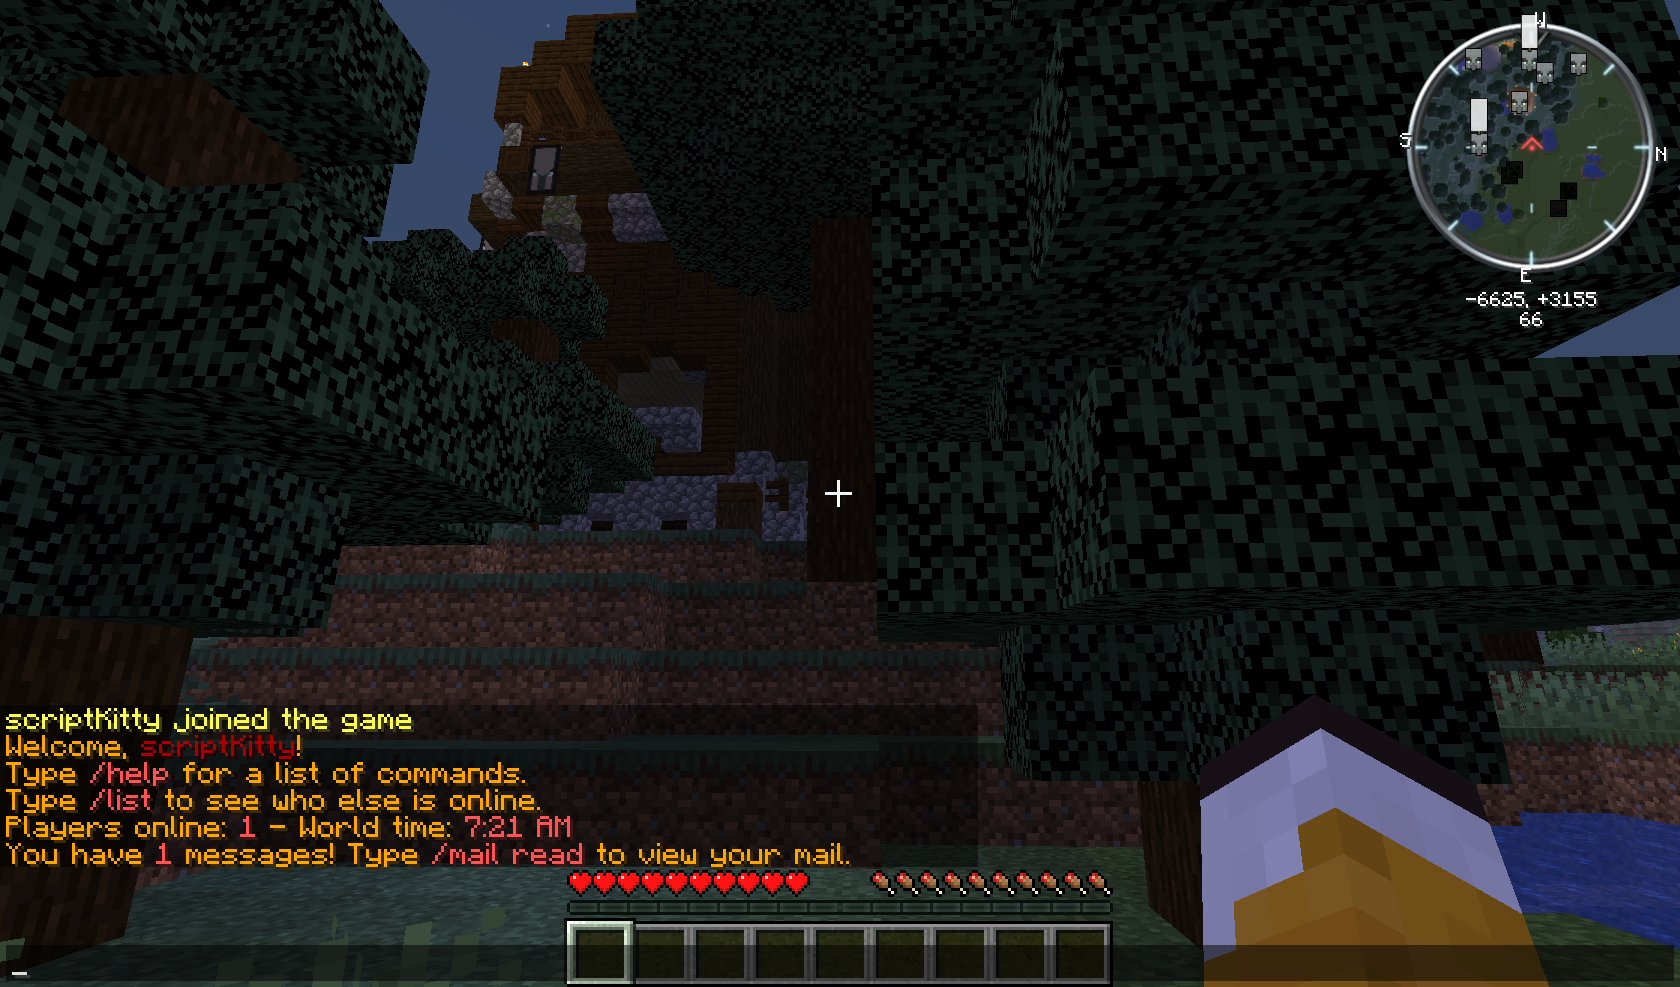 W
S
N
E
-6625, +3155
66
scriptKitty joined the game
Welcome, scriptKitty!
Type /help for a list of commands.
Type /list to see who else is online.
Players online: 1 - World time: 7:21 AM
You have 1 messages! Type /mail read to view your mail.
_